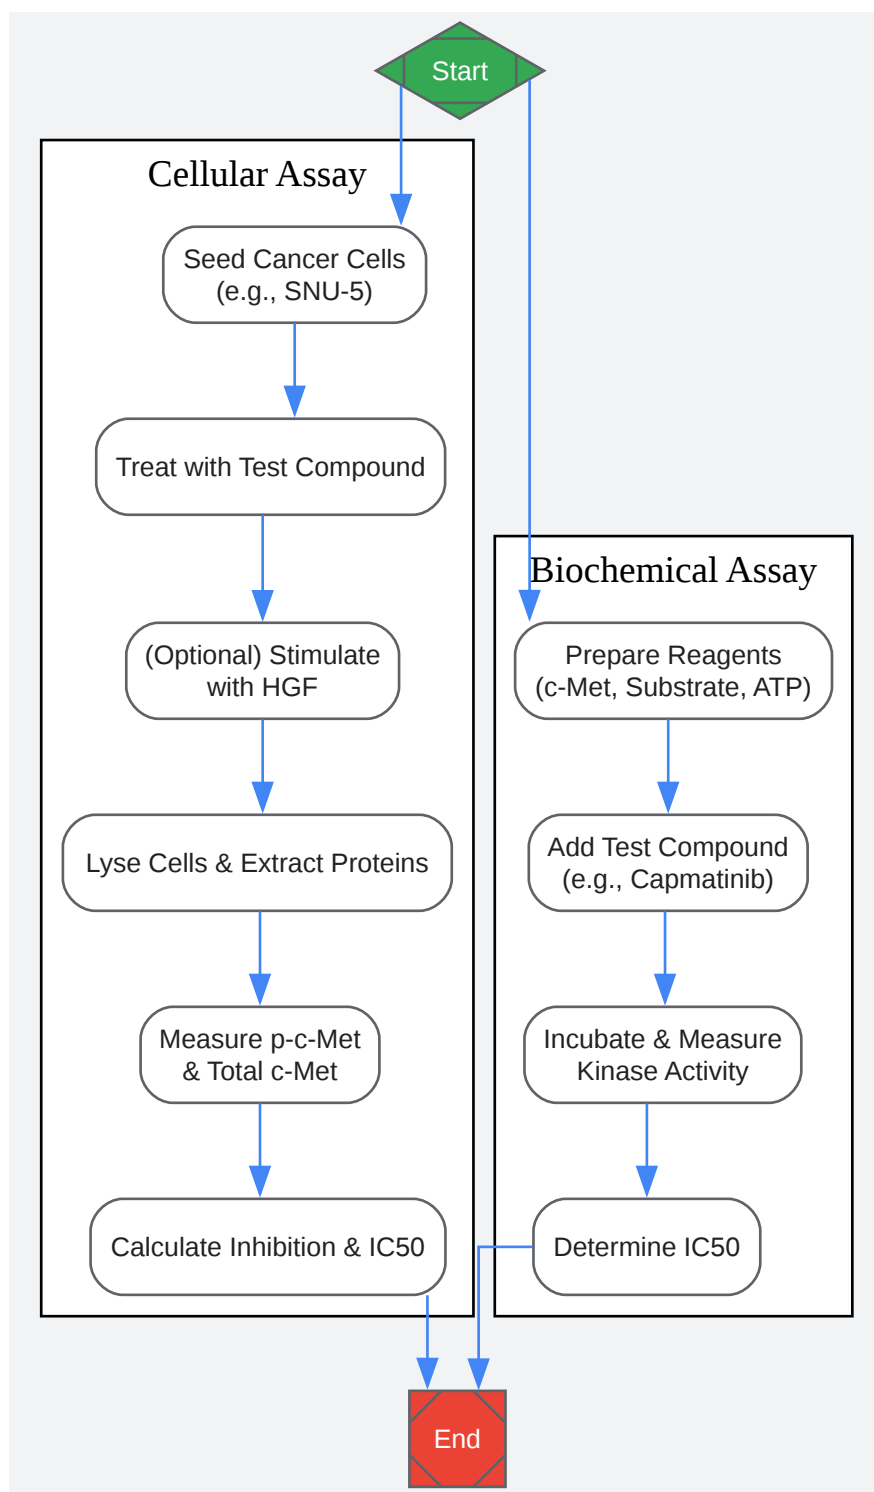 Start
Cellular Assay
Seed Cancer Cells
(e.g., SNU-5)
Treat with Test Compound
(Optional) Stimulate
with HGF
Lyse Cells & Extract Proteins
Measure p-c-Met
& Total c-Met
Calculate Inhibition & IC50
Biochemical Assay
Prepare Reagents
(c-Met, Substrate, ATP)
Add Test Compound
(e.g., Capmatinib)
Incubate & Measure
Kinase Activity
Determine IC50
End